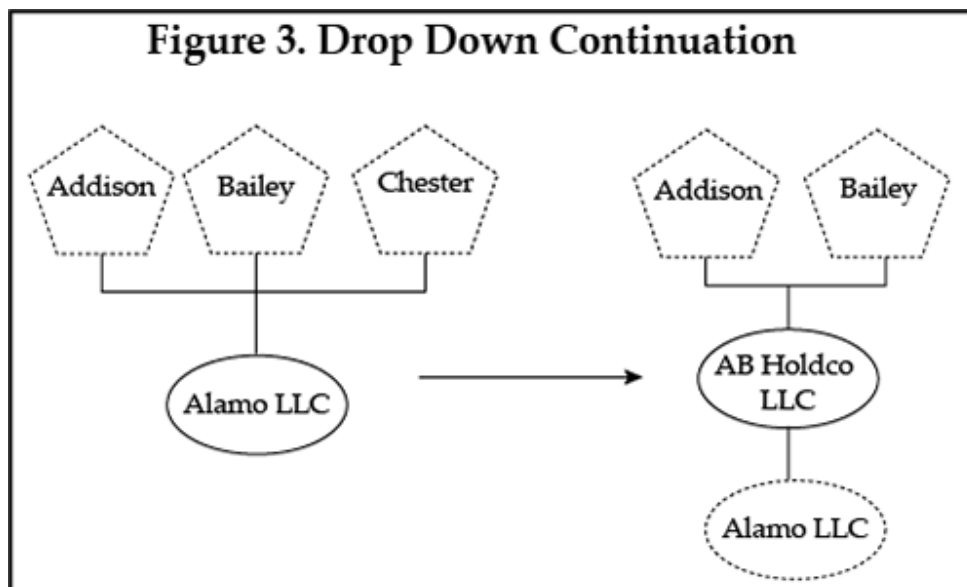 Figure 3. Drop Down Continuation
Addison
Bailey
Chester
Alamo LLC
Addison
Bailey
AB Holdco
LLC
Alamo LLC